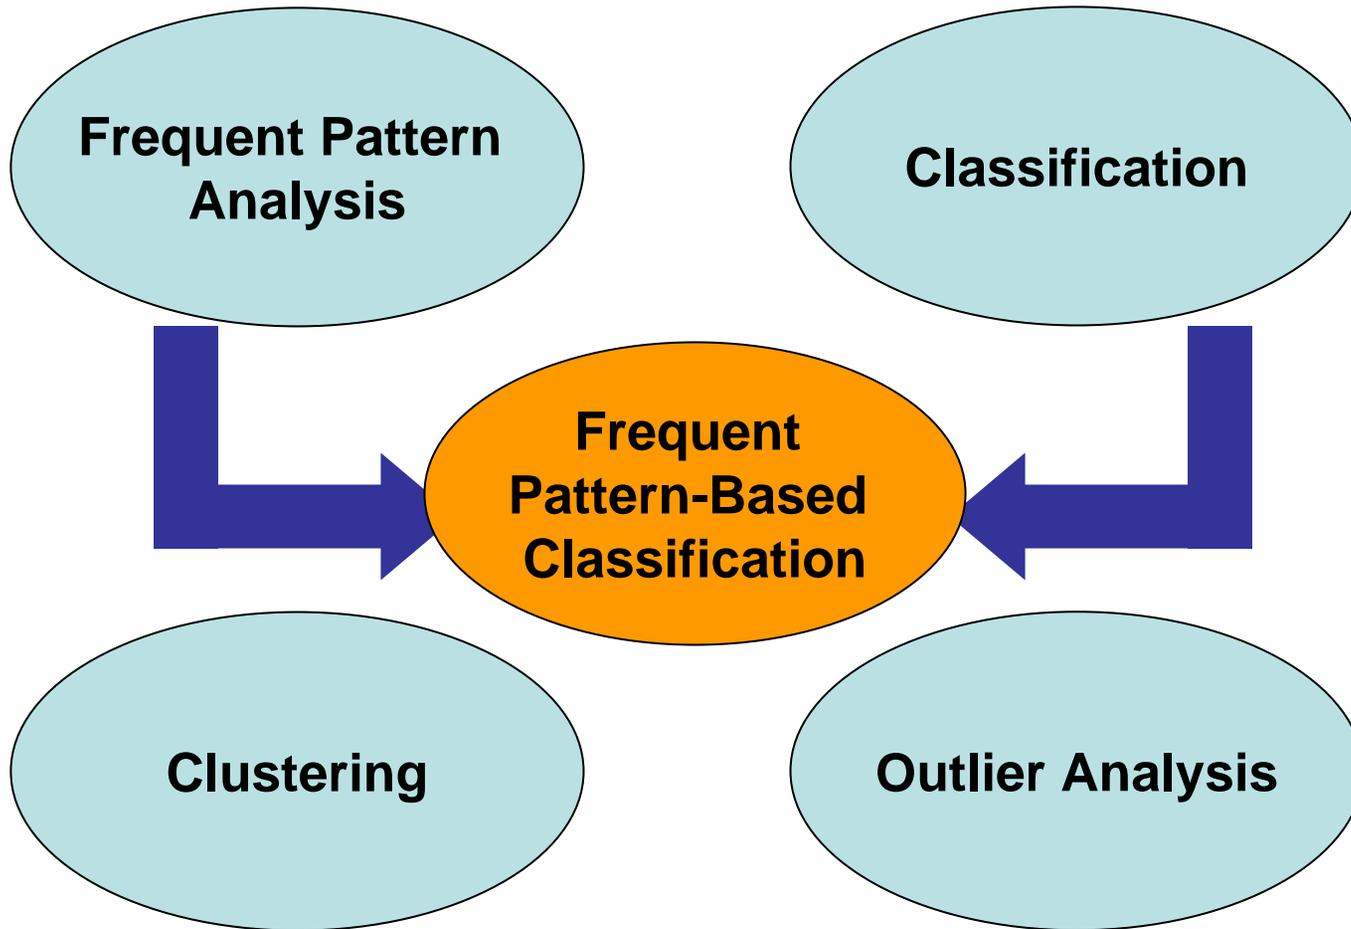 Frequent Pattern
Analysis
Classification
Frequent
Pattern-Based
Classification
Clustering
Outlier Analysis